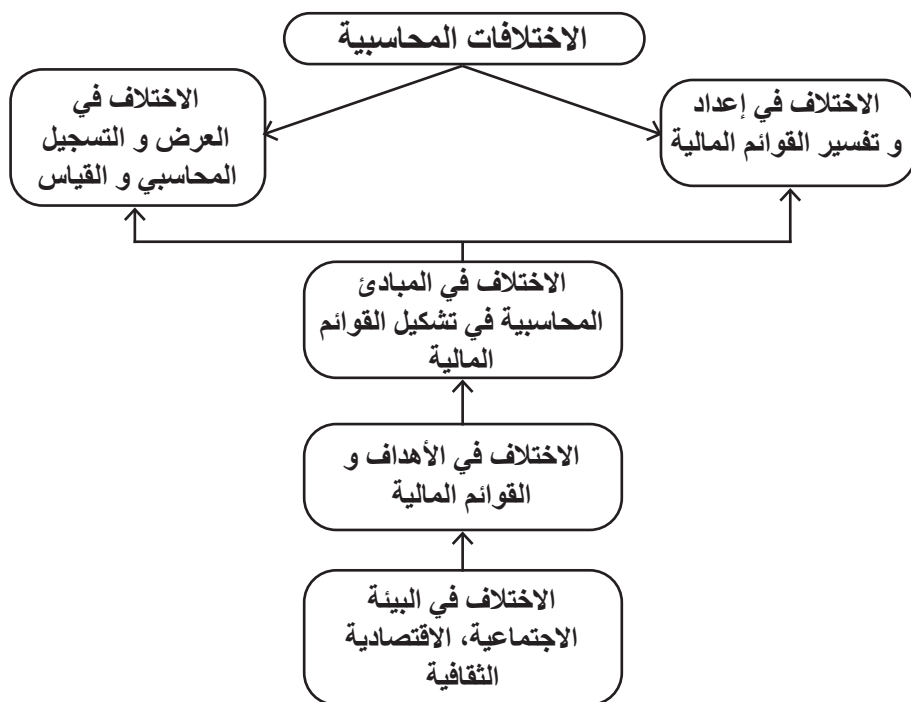 الاختلافات المحاسبية
الاختلاف في إعداد
و تفسير القوائم المالية
الاختلاف في
العرض و التسجيل
المحاسبي و القياس
الاختلاف في المبادئ
المحاسبية في تشكيل القوائم
المالية
الاختلاف في الأهداف و
القوائم المالية
الاختلاف في البيئة
الاجتماعية، الاقتصادية
الثقافية